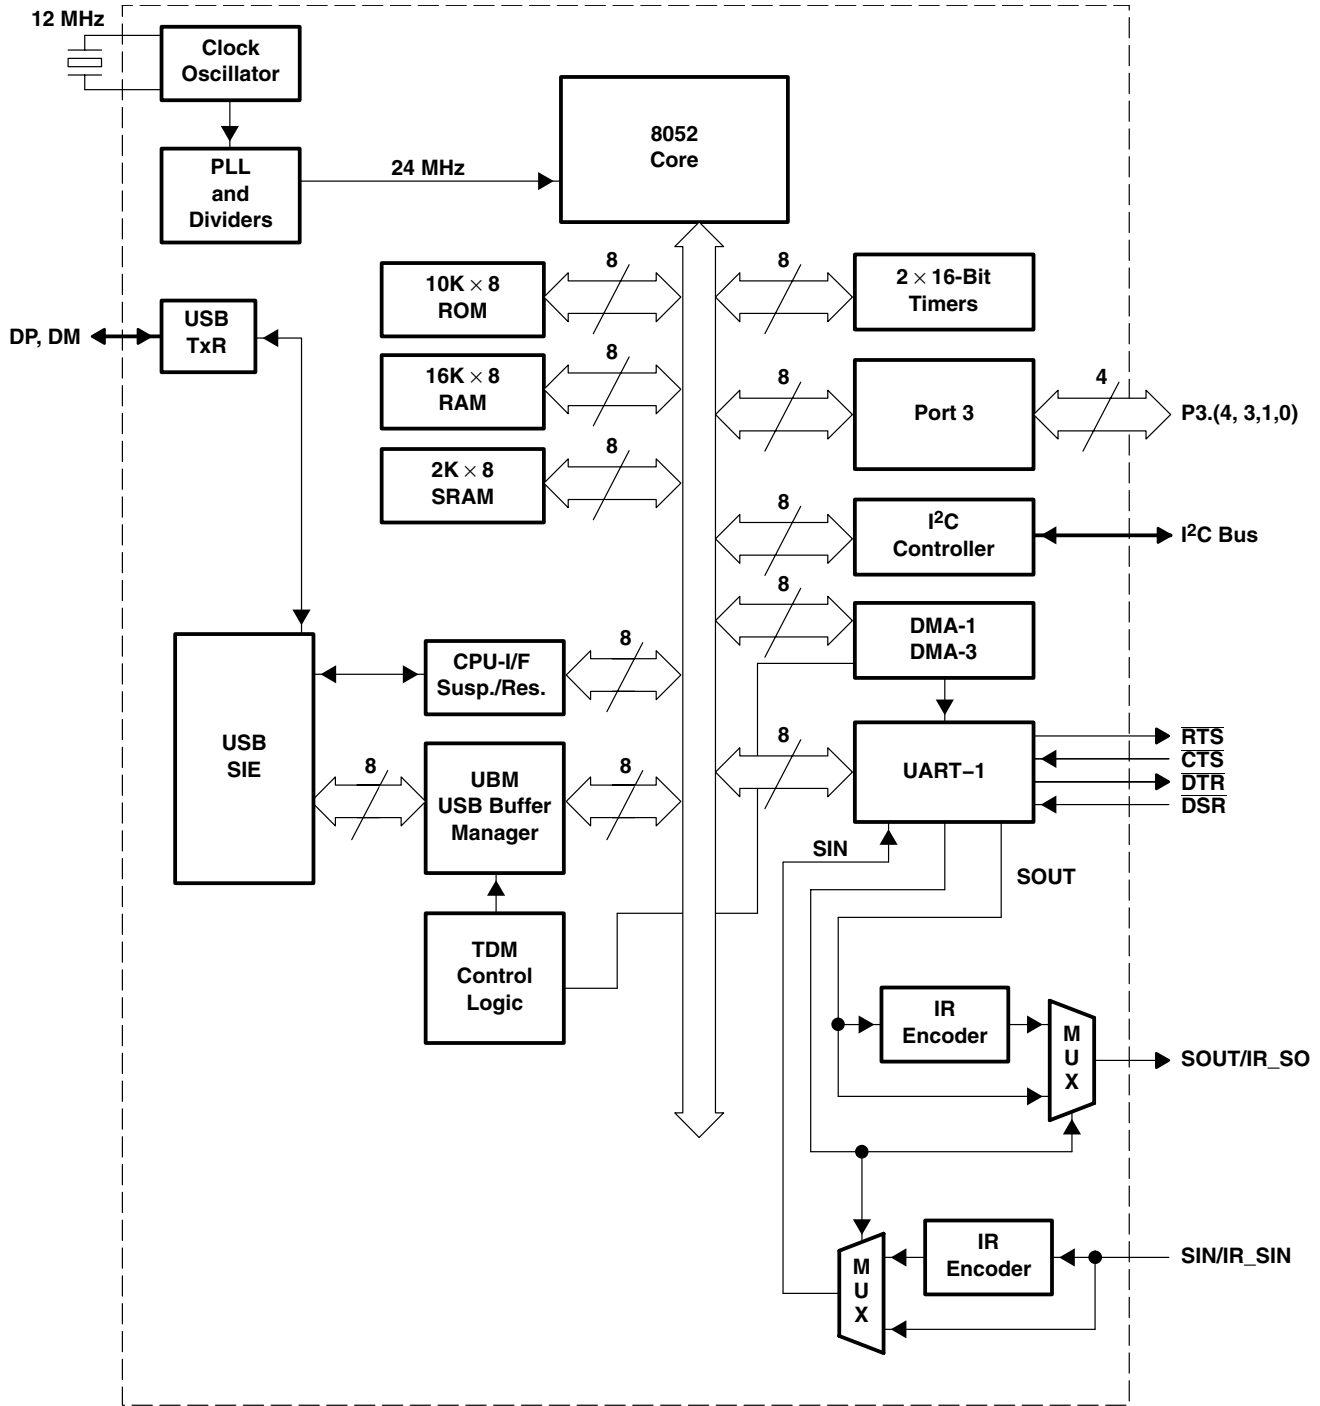 12 MHz
Clock
Oscillator
8052
Core
PLL
and
Dividers
24 MHz
8
10K × 8
ROM
8
2 × 16-Bit
Timers
DP, DM
USB
TxR
8
16K × 8
RAM
8
Port 3
4
P3.(4, 3,1,0)
8
2K × 8
SRAM
8
I²C
Controller
I²C Bus
8
DMA-1
DMA-3
USB
SIE
CPU-I/F
Susp./Res.
8
8
UBM
USB Buffer
Manager
8
8
UART−1
RTS
CTS
DTR
DSR
SIN
SOUT
TDM
Control
Logic
IR
Encoder
M
U
X
SOUT/IR_SO
IR
Encoder
M
U
X
SIN/IR_SIN